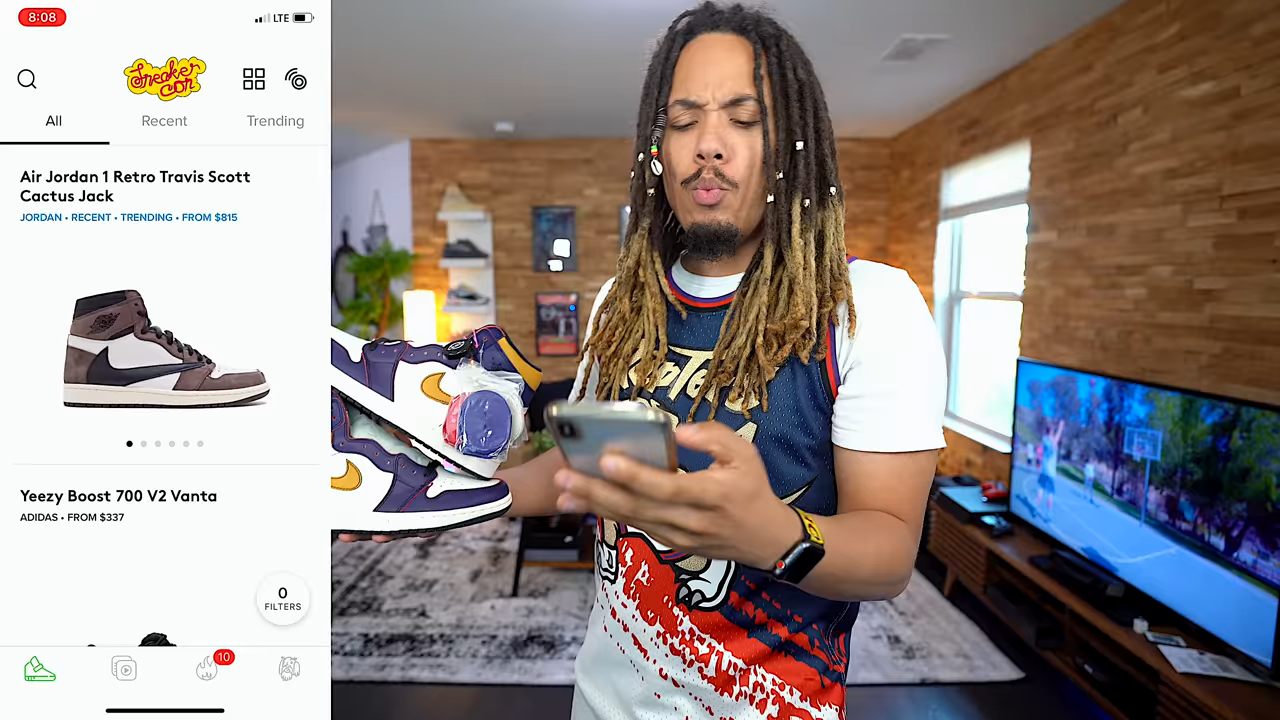 8:08
LTE
Sneaker
Con
All
Recent
Trending
Air Jordan 1 Retro Travis Scott
Cactus Jack
JORDAN • RECENT • TRENDING • FROM $815
Yeezy Boost 700 V2 Vanta
ADIDAS • FROM $337
0
FILTERS
10